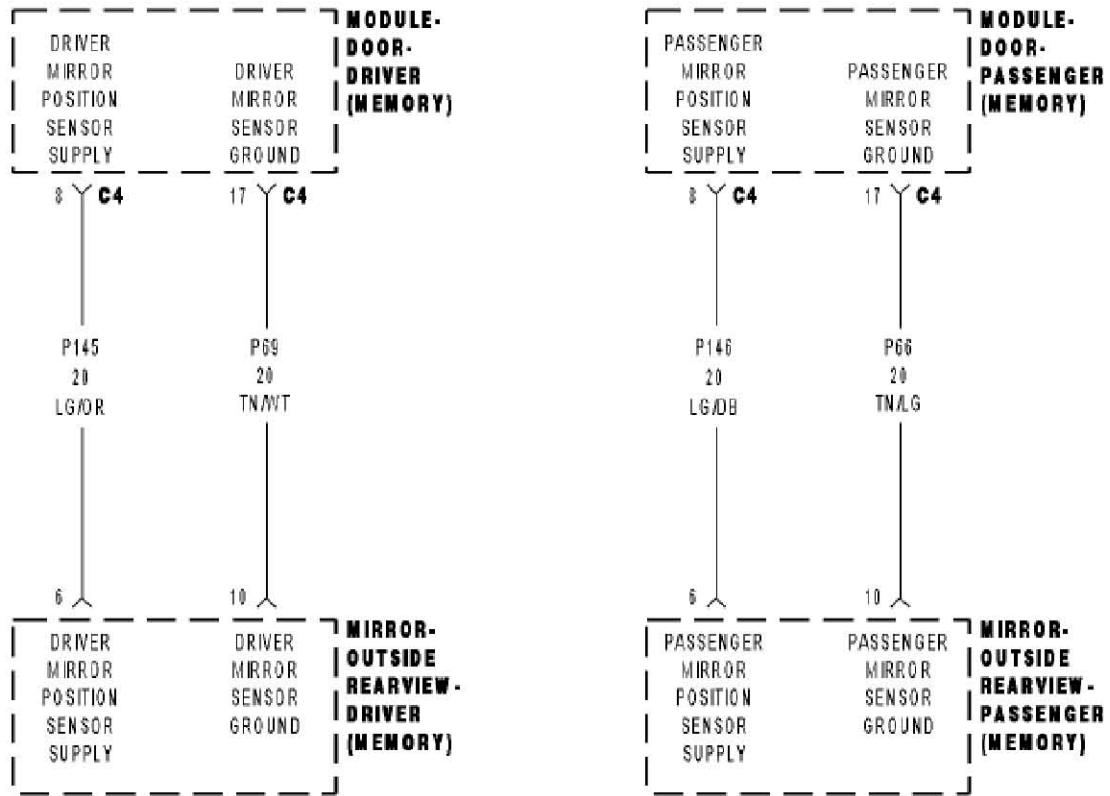 DRIVER
MIRROR
POSITION
SENSOR
SUPPLY
DRIVER
MIRROR
SENSOR
GROUND
MODULE-
DOOR-
DRIVER
(MEMORY)
8
C4
17
C4
P145
20
LG/OR
P69
20
TN/WT
6
10
DRIVER
MIRROR
POSITION
SENSOR
SUPPLY
DRIVER
MIRROR
SENSOR
GROUND
MIRROR-
OUTSIDE
REARVIEW-
DRIVER
(MEMORY)
PASSENGER
MIRROR
POSITION
SENSOR
SUPPLY
PASSENGER
MIRROR
SENSOR
GROUND
MODULE-
DOOR-
PASSENGER
(MEMORY)
8
C4
17
C4
P146
20
LG/DB
P66
20
TN/LG
6
10
PASSENGER
MIRROR
POSITION
SENSOR
SUPPLY
PASSENGER
MIRROR
SENSOR
GROUND
MIRROR-
OUTSIDE
REARVIEW-
PASSENGER
(MEMORY)